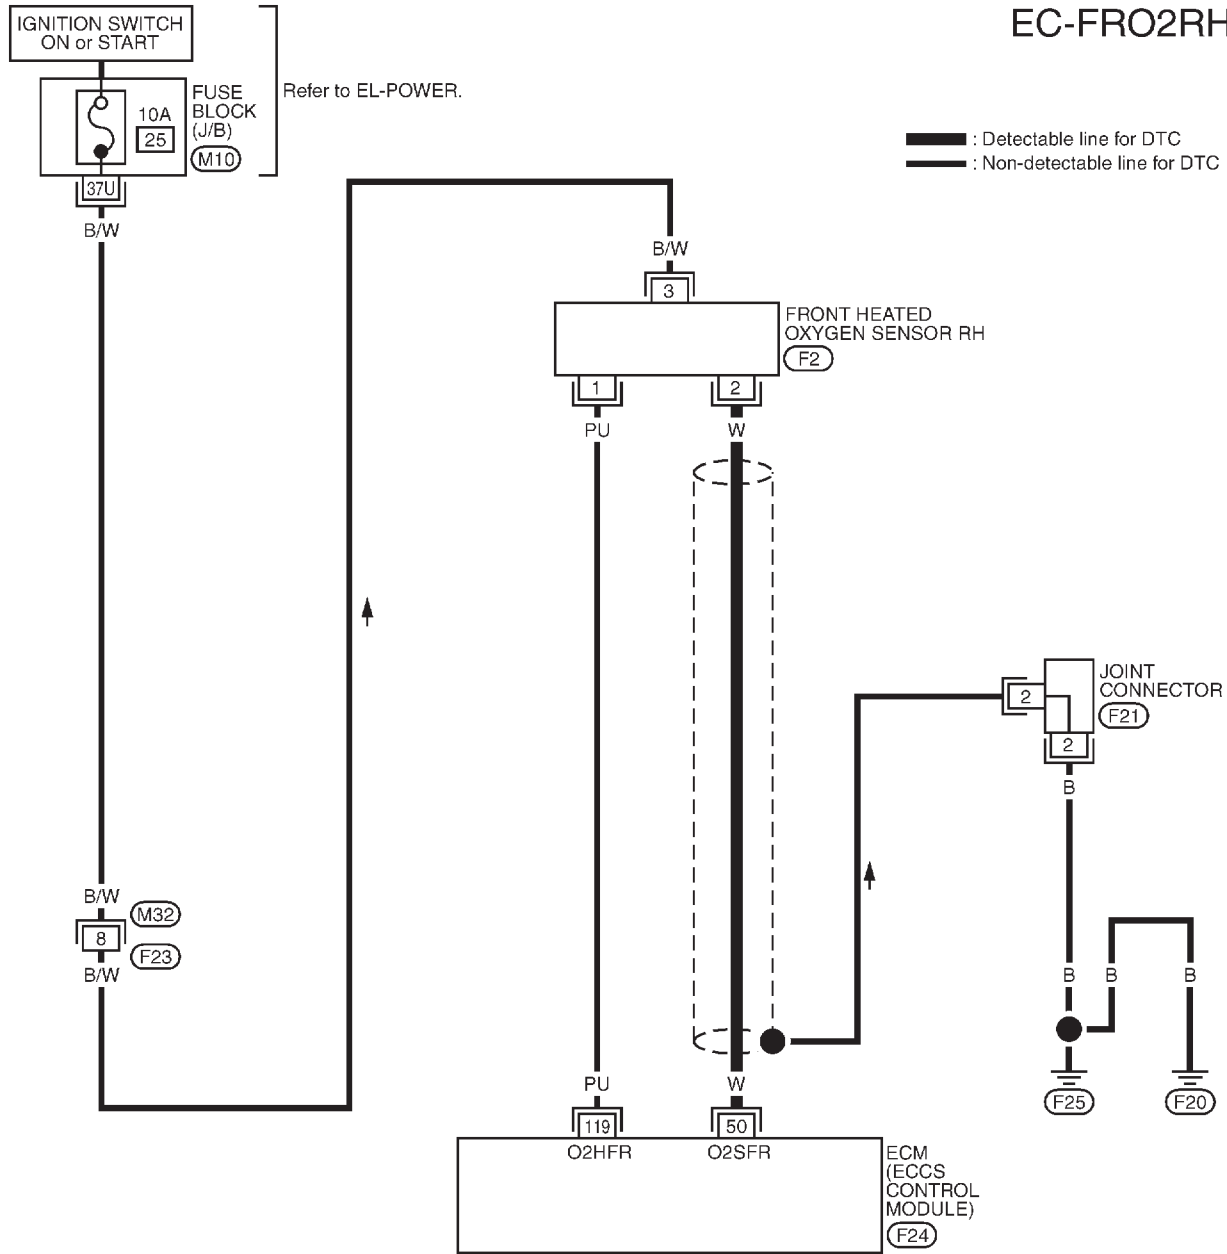 EC-FRO2RH
IGNITION SWITCH
ON or START
FUSE
BLOCK
(J/B)
M10
10A
25
Refer to EL-POWER.
: Detectable line for DTC
: Non-detectable line for DTC
37U
B/W
B/W
3
FRONT HEATED
OXYGEN SENSOR RH
F2
1
2
PU
W
JOINT
CONNECTOR
F21
2
2
B
B/W
M32
8
F23
B/W
B
B
B
F25
F20
PU
W
119
50
O2HFR
O2SFR
ECM
(ECCS
CONTROL
MODULE)
F24